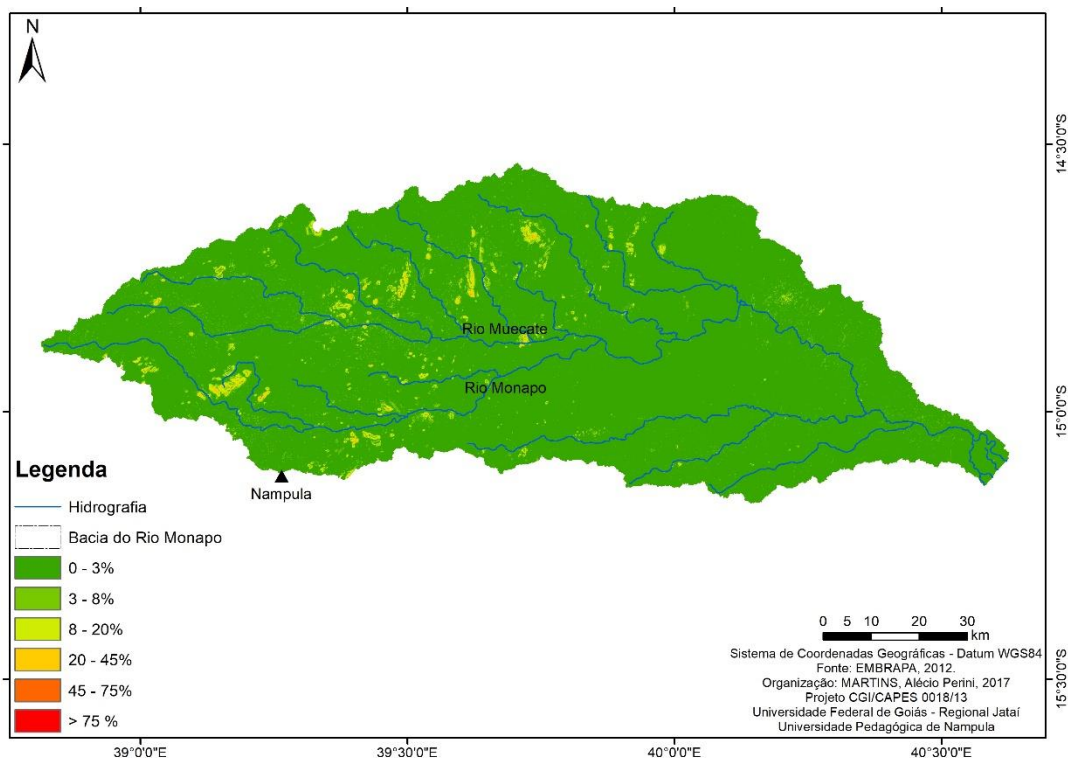 N
14°30'0"S
Rio Muecate
Rio Monapo
15°0'0"S
Nampula
Legenda
Hidrografia
Bacia do Rio Monapo
0 - 3%
3 - 8%
8 - 20%
20 - 45%
45 - 75%
> 75 %
0 5 10 20 30
km
Sistema de Coordenadas Geográficas - Datum WGS84
Fonte: EMBRAPA, 2012.
Organização: MARTINS, Alécio Perini, 2017
Projeto CGI/CAPES 0018/13
Universidade Federal de Goiás - Regional Jataí
Universidade Pedagógica de Nampula
15°30'0"S
39°0'0"E 39°30'0"E 40°0'0"E 40°30'0"E